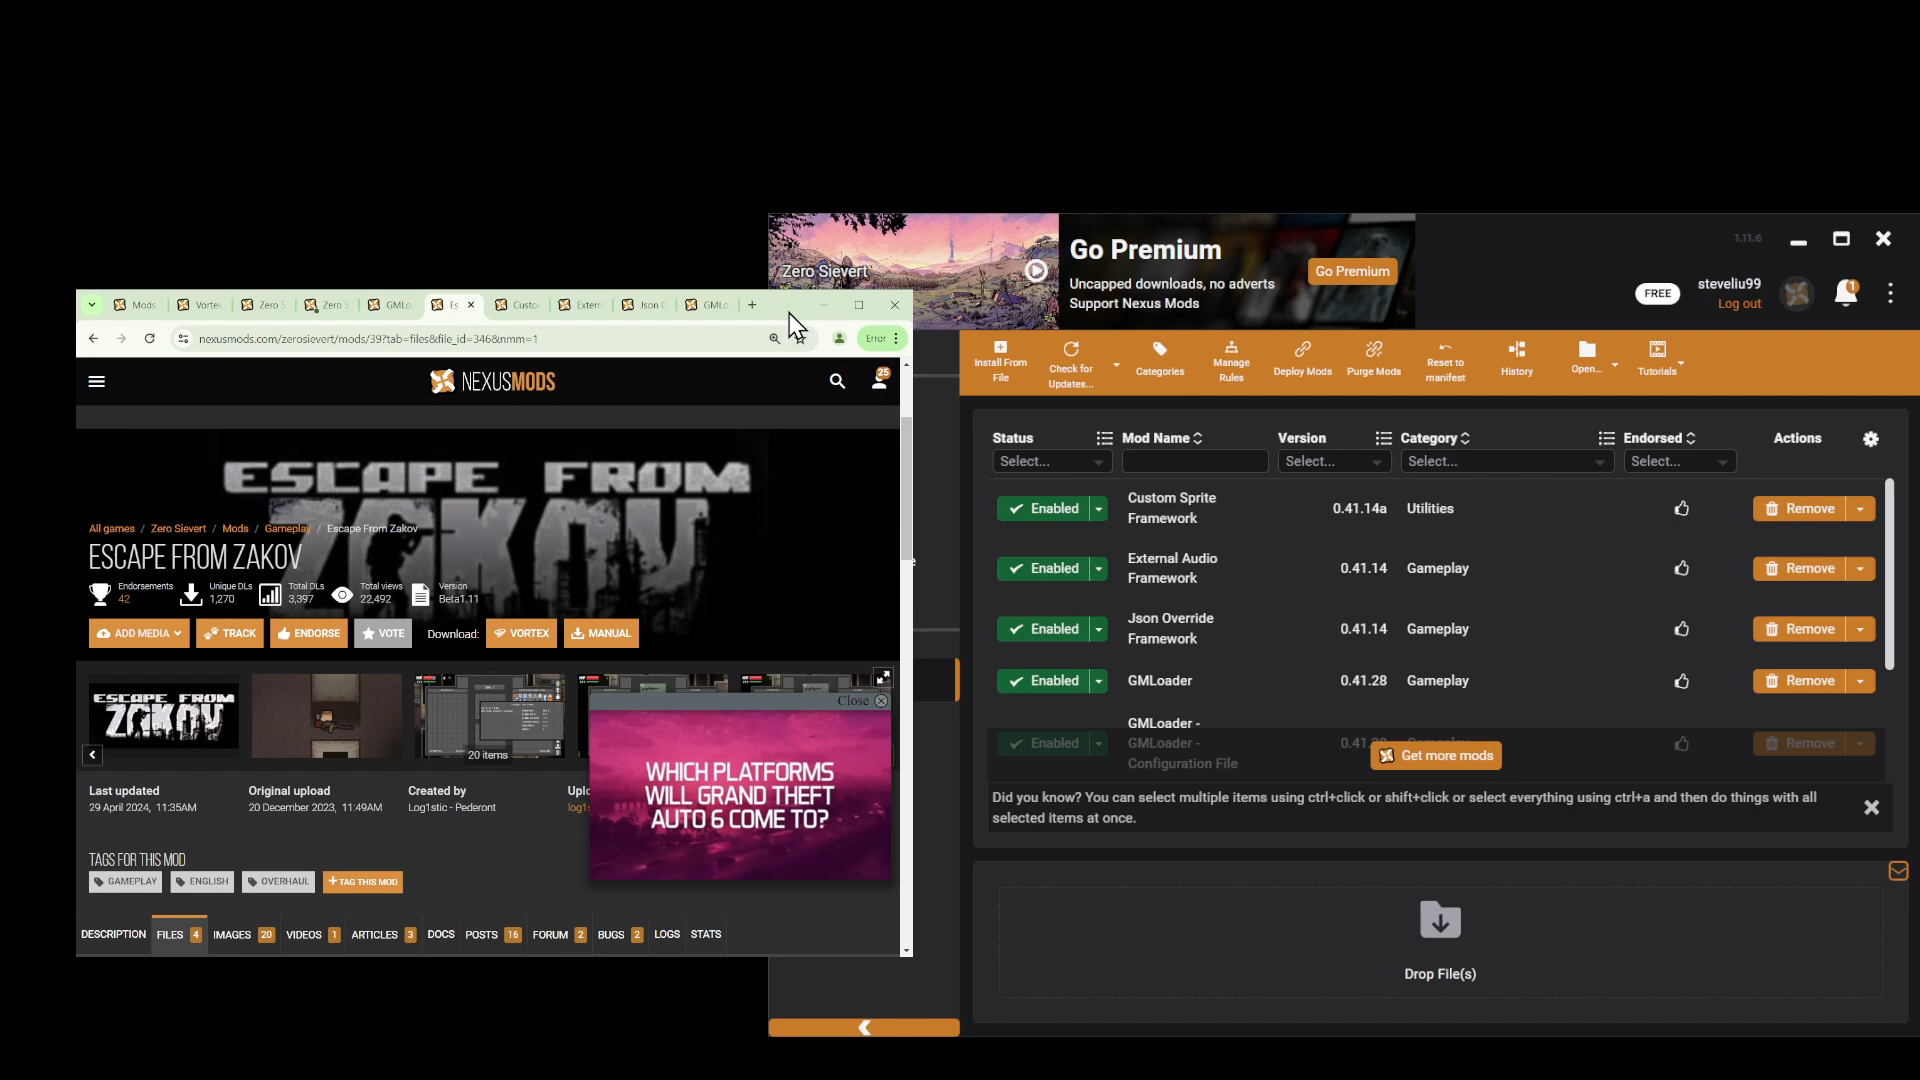 Zero Sievert
Go Premium
Uncapped downloads, no adverts
Support Nexus Mods
Go Premium
1.11.6
FREE
steveliu99
Log out
1
Mods
Vorte
Zero S
Zero S
GMLo
Es
Custo
Extern
Json C
GMLo
nexusmods.com/zerosievert/mods/39?tab=files&file_id=346&nmm=1
Error
NEXUSMODS
25
ESCAPE FROM
ZAKOV
All games / Zero Sievert / Mods / Gameplay / Escape From Zakov
ESCAPE FROM ZAKOV
Endorsements
42
Unique DLs
1,270
Total DLs
3,397
Total views
22,492
Version
Beta1.11
ADD MEDIA
TRACK
ENDORSE
VOTE
Download:
VORTEX
MANUAL
ESCAPE FROM
ZAKOV
20 items
Close
WHICH PLATFORMS
WILL GRAND THEFT
AUTO 6 COME TO?
Last updated
29 April 2024, 11:35AM
Original upload
20 December 2023, 11:49AM
Created by
Log1stic - Pederont
TAGS FOR THIS MOD
GAMEPLAY
ENGLISH
OVERHAUL
+ TAG THIS MOD
DESCRIPTION
FILES 4
IMAGES 20
VIDEOS 1
ARTICLES 3
DOCS
POSTS 16
FORUM 2
BUGS 2
LOGS
STATS
Install From
File
Check for
Updates...
Categories
Manage
Rules
Deploy Mods
Purge Mods
Reset to
manifest
History
Open...
Tutorials
Status
Mod Name
Version
Category
Endorsed
Actions
Select...
Select...
Select...
Select...
Enabled
Custom Sprite
Framework
0.41.14a
Utilities
Remove
Enabled
External Audio
Framework
0.41.14
Gameplay
Remove
Enabled
Json Override
Framework
0.41.14
Gameplay
Remove
Enabled
GMLoader
0.41.28
Gameplay
Remove
Enabled
GMLoader -
GMLoader -
Configuration File
Remove
Get more mods
Did you know? You can select multiple items using ctrl+click or shift+click or select everything using ctrl+a and then do things with all
selected items at once.
Drop File(s)